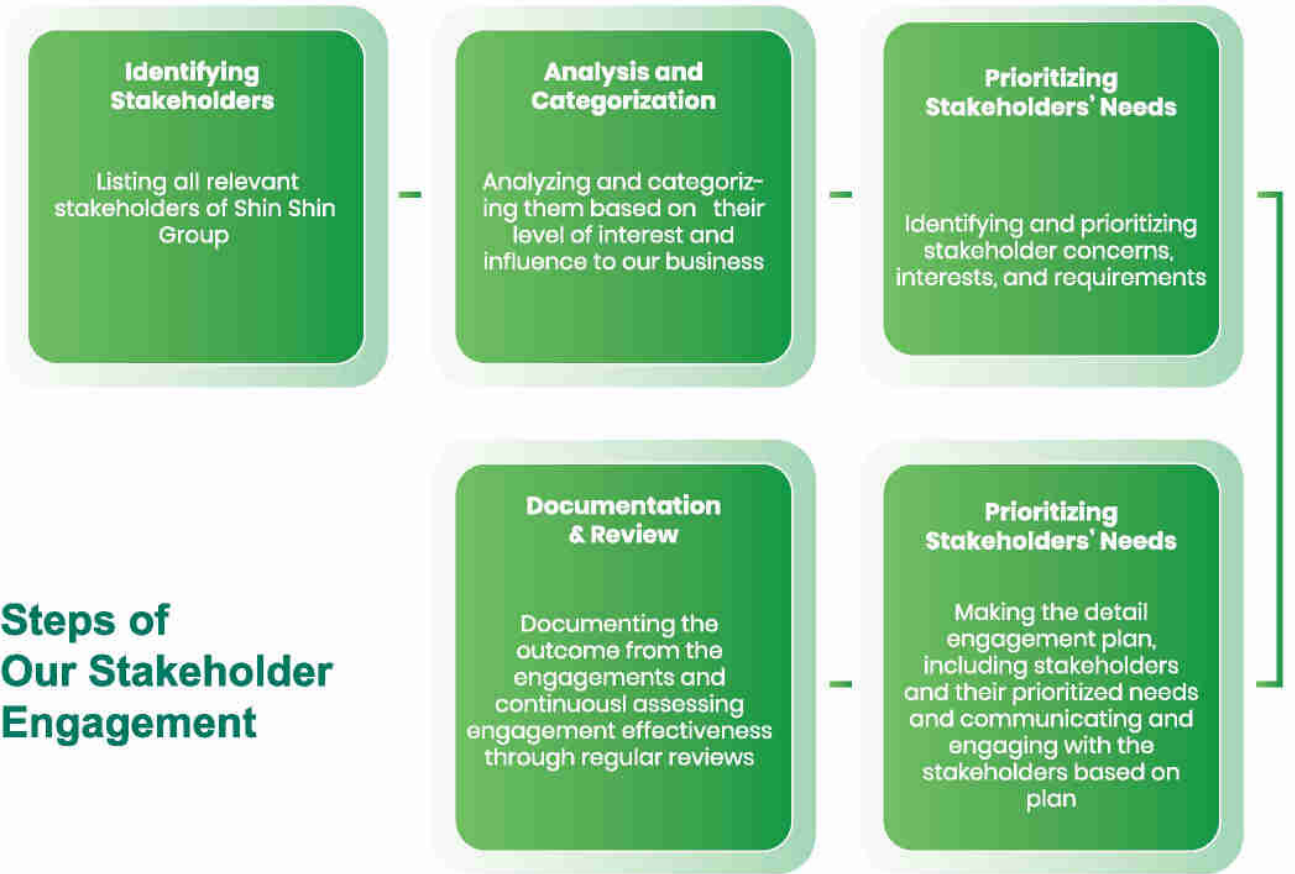 Identifying
Stakeholders
Listing all relevant
stakeholders of Shin Shin
Group
Analysis and
Categorization
Analyzing and categoriz-
ing them based on their
level of interest and
influence to our business
Prioritizing
Stakeholders’ Needs
Identifying and prioritizing
stakeholder concerns,
interests, and requirements
Prioritizing
Stakeholders’ Needs
Making the detail
engagement plan,
including stakeholders
and their prioritized needs
and communicating and
engaging with the
stakeholders based on
plan
Documentation
& Review
Documenting the
outcome from the
engagements and
continuousl assessing
engagement effectiveness
through regular reviews
Steps of
Our Stakeholder
Engagement